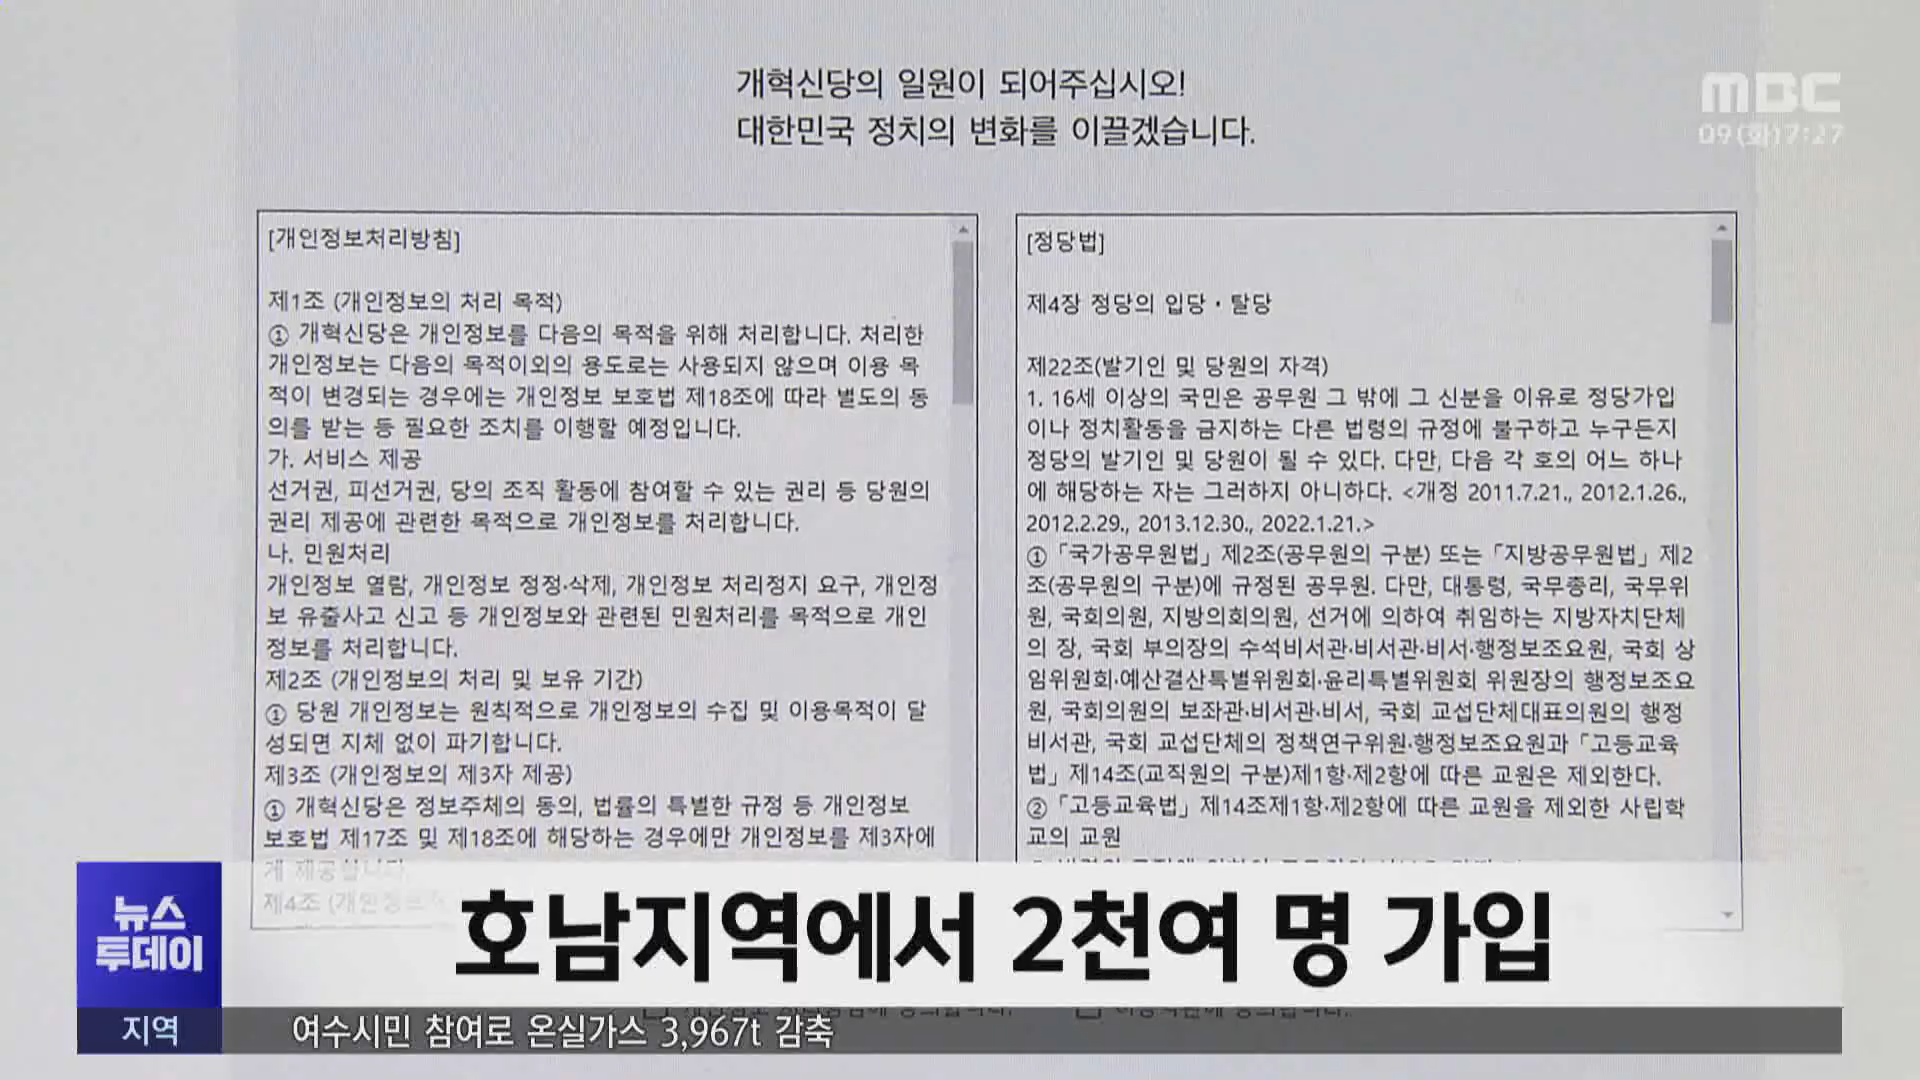 개혁신당의 일원이 되어주십시오!
대한민국 정치의 변화를 이끌겠습니다.
MBC
09(화)7:27
[개인정보처리방침]
제1조 (개인정보의 처리 목적)
① 개혁신당은 개인정보를 다음의 목적을 위해 처리합니다. 처리한
개인정보는 다음의 목적이외의 용도로는 사용되지 않으며 이용 목
적이 변경되는 경우에는 개인정보 보호법 제18조에 따라 별도의 동
의를 받는 등 필요한 조치를 이행할 예정입니다.
가. 서비스 제공
선거권, 피선거권, 당의 조직 활동에 참여할 수 있는 권리 등 당원의
권리 제공에 관련한 목적으로 개인정보를 처리합니다.
나. 민원처리
개인정보 열람, 개인정보 정정·삭제, 개인정보 처리정지 요구, 개인정
보 유출사고 신고 등 개인정보와 관련된 민원처리를 목적으로 개인
정보를 처리합니다.
제2조 (개인정보의 처리 및 보유 기간)
① 당원 개인정보는 원칙적으로 개인정보의 수집 및 이용목적이 달
성되면 지체 없이 파기합니다.
제3조 (개인정보의 제3자 제공)
① 개혁신당은 정보주체의 동의, 법률의 특별한 규정 등 개인정보
보호법 제17조 및 제18조에 해당하는 경우에만 개인정보를 제3자에
게 제공합니다.
제4조 (개인정보
[정당법]
제4장 정당의 입당・탈당
제22조(발기인 및 당원의 자격)
1. 16세 이상의 국민은 공무원 그 밖에 그 신분을 이유로 정당가입
이나 정치활동을 금지하는 다른 법령의 규정에 불구하고 누구든지
정당의 발기인 및 당원이 될 수 있다. 다만, 다음 각 호의 어느 하나
에 해당하는 자는 그러하지 아니하다. <개정 2011.7.21., 2012.1.26.,
2012.2.29., 2013.12.30., 2022.1.21.>
①「국가공무원법」제2조(공무원의 구분) 또는「지방공무원법」제2
조(공무원의 구분)에 규정된 공무원. 다만, 대통령, 국무총리, 국무위
원, 국회의원, 지방의회의원, 선거에 의하여 취임하는 지방자치단체
의 장, 국회 부의장의 수석비서관·비서관·비서·행정보조요원, 국회 상
임위원회·예산결산특별위원회·윤리특별위원회 위원장의 행정보조요
원, 국회의원의 보좌관·비서관·비서, 국회 교섭단체대표의원의 행정
비서관, 국회 교섭단체의 정책연구위원·행정보조요원과「고등교육
법」제14조(교직원의 구분)제1항·제2항에 따른 교원은 제외한다.
②「고등교육법」제14조제1항·제2항에 따른 교원을 제외한 사립학
교의 교원
뉴스
투데이
호남지역에서 2천여 명 가입
지역
여수시민 참여로 온실가스 3,967t 감축